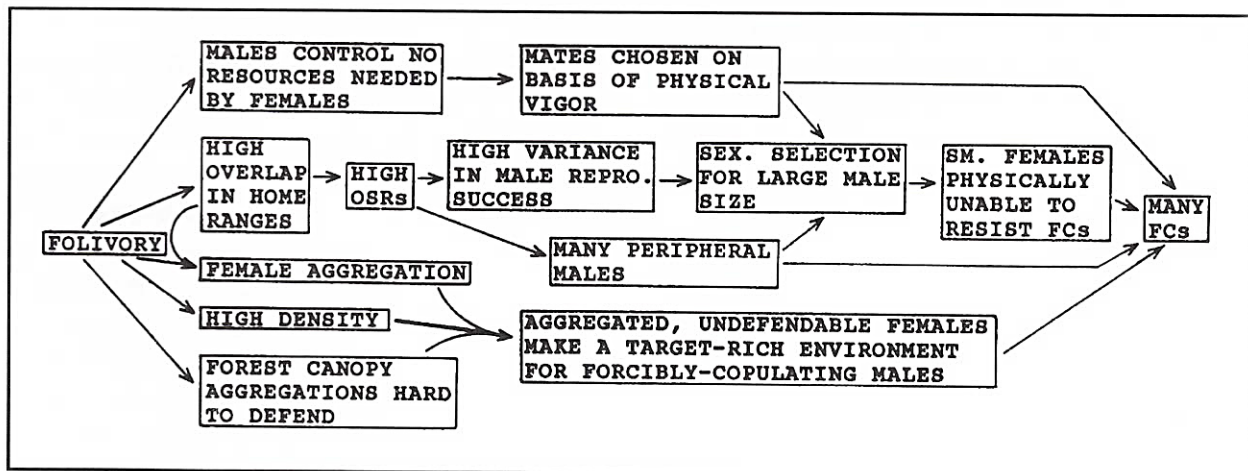 MALES CONTROL NO
RESOURCES NEEDED
BY FEMALES
MATES CHOSEN ON
BASIS OF PHYSICAL
VIGOR
HIGH
OVERLAP
IN HOME
RANGES
HIGH
OSRs
HIGH VARIANCE
IN MALE REPRO.
SUCCESS
SEX. SELECTION
FOR LARGE MALE
SIZE
SM. FEMALES
PHYSICALLY
UNABLE TO
RESIST FCs
MANY
FCs
FOLIVORY
MANY PERIPHERAL
MALES
FEMALE AGGREGATION
HIGH DENSITY
AGGREGATED, UNDEFENDABLE FEMALES
MAKE A TARGET-RICH ENVIRONMENT
FOR FORCIBLY-COPULATING MALES
FOREST CANOPY
AGGREGATIONS HARD
TO DEFEND